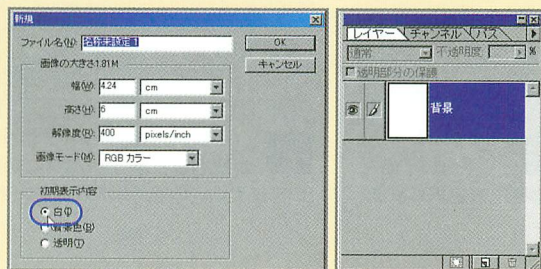 新規
ファイル名(N): 名称未設定-1
OK
キャンセル
画像の大きさ:1.81M
幅(W): 4.24 cm
高さ(H): 6 cm
解像度(R): 400 pixels/inch
画像モード(M): RGB カラー
初期表示内容
白(I)
背景色(B)
透明(T)
レイヤー チャンネル パス
通常 不透明度: %
透明部分の保護
背景